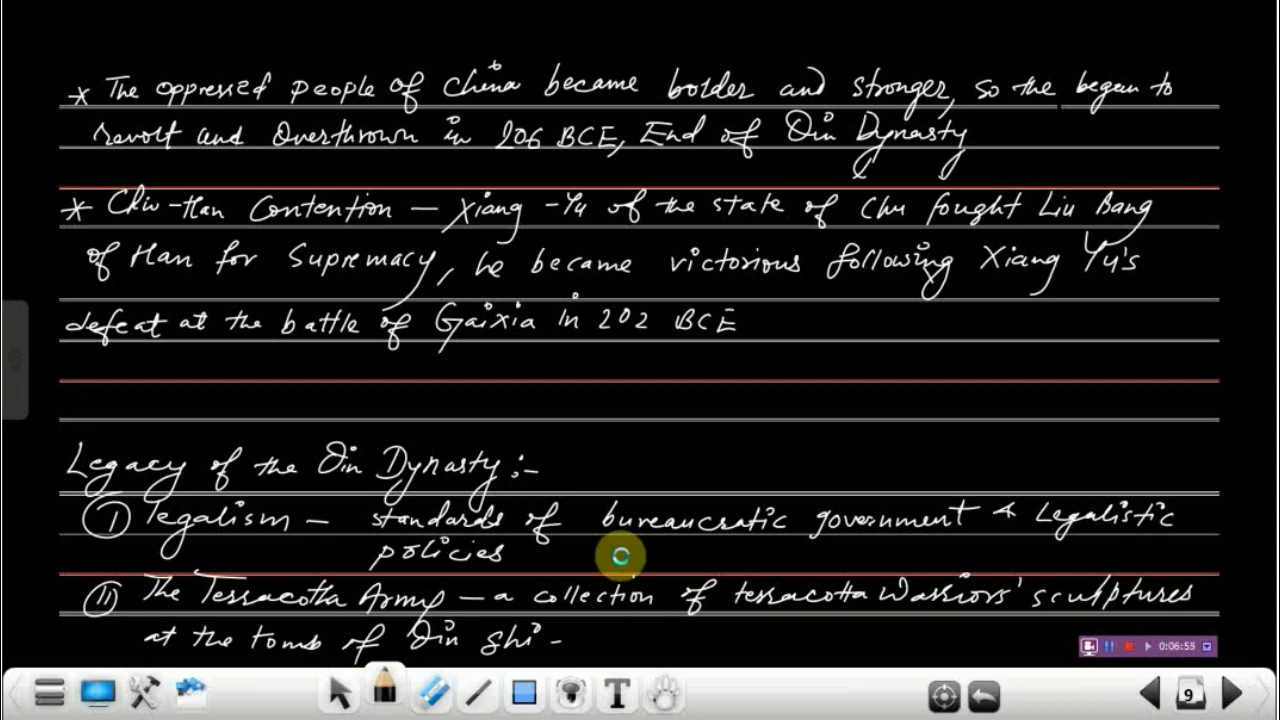 * The oppressed people of China became bolder and stronger, so the began to
revolt and Overthrown in 206 BCE, End of Qin Dynasty
* Chu-Han Contention — Xiang-Yu of the state of Chu fought Liu Bang
of Han for Supremacy, he became victorious following Xiang Yu's
defeat at the battle of Gaixia in 202 BCE
Legacy of the Qin Dynasty :-
(I) legalism — standards of bureaucratic government & Legalistic
policies
(II) The Terracotta Army — a collection of terracotta Warriors' sculptures
at the tomb of Qin Shi -
0:06:55
9